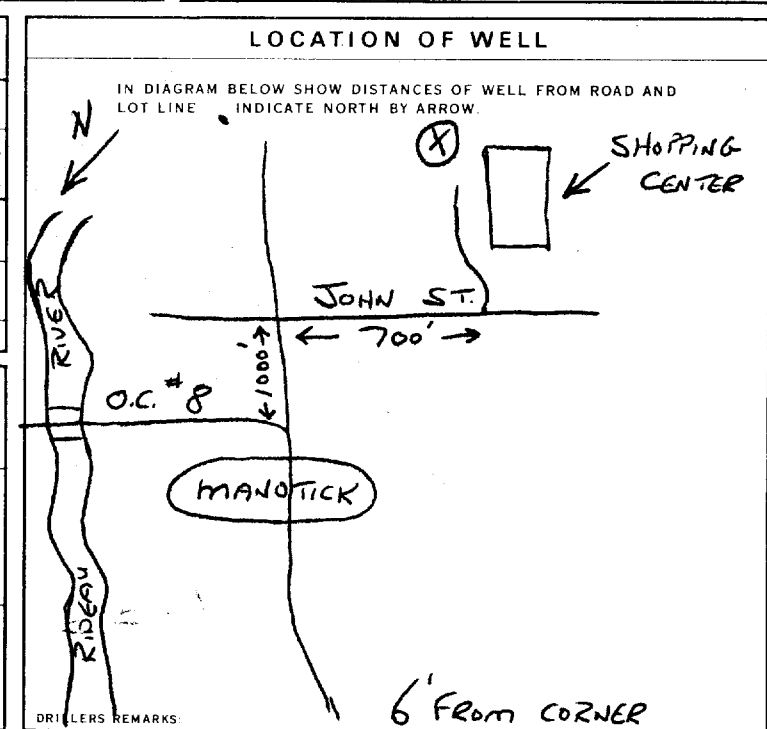 LOCATION OF WELL
IN DIAGRAM BELOW SHOW DISTANCES OF WELL FROM ROAD AND
LOT LINE INDICATE NORTH BY ARROW.
N
X
SHOPPING
CENTER
JOHN ST.
700'
1000'
RIVER
O.C. #8
MANOTICK
RIDEAU
6' FROM CORNER
DRILLERS REMARKS: